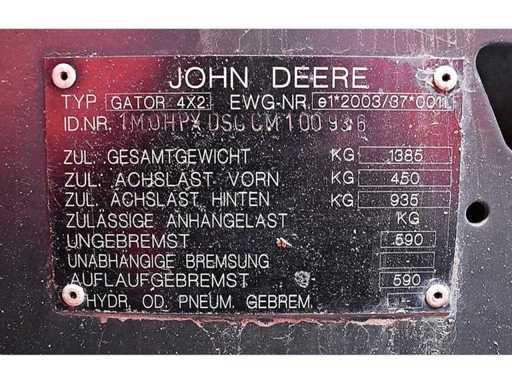 JOHN DEERE
TYP GATOR 4X2 EWG-NR. e1*2003/37*0011
ID.NR.
ZUL. GESAMTGEWICHT KG 1385
ZUL. ACHSLAST VORN KG 450
ZUL. ACHSLAST HINTEN KG 935
ZULÄSSIGE ANHÄNGELAST KG
UNGEBREMST 590
UNABHÄNGIGE BREMSUNG -
AUFLAUFGEBREMST 590
HYDR. OD. PNEUM. GEBREM. -